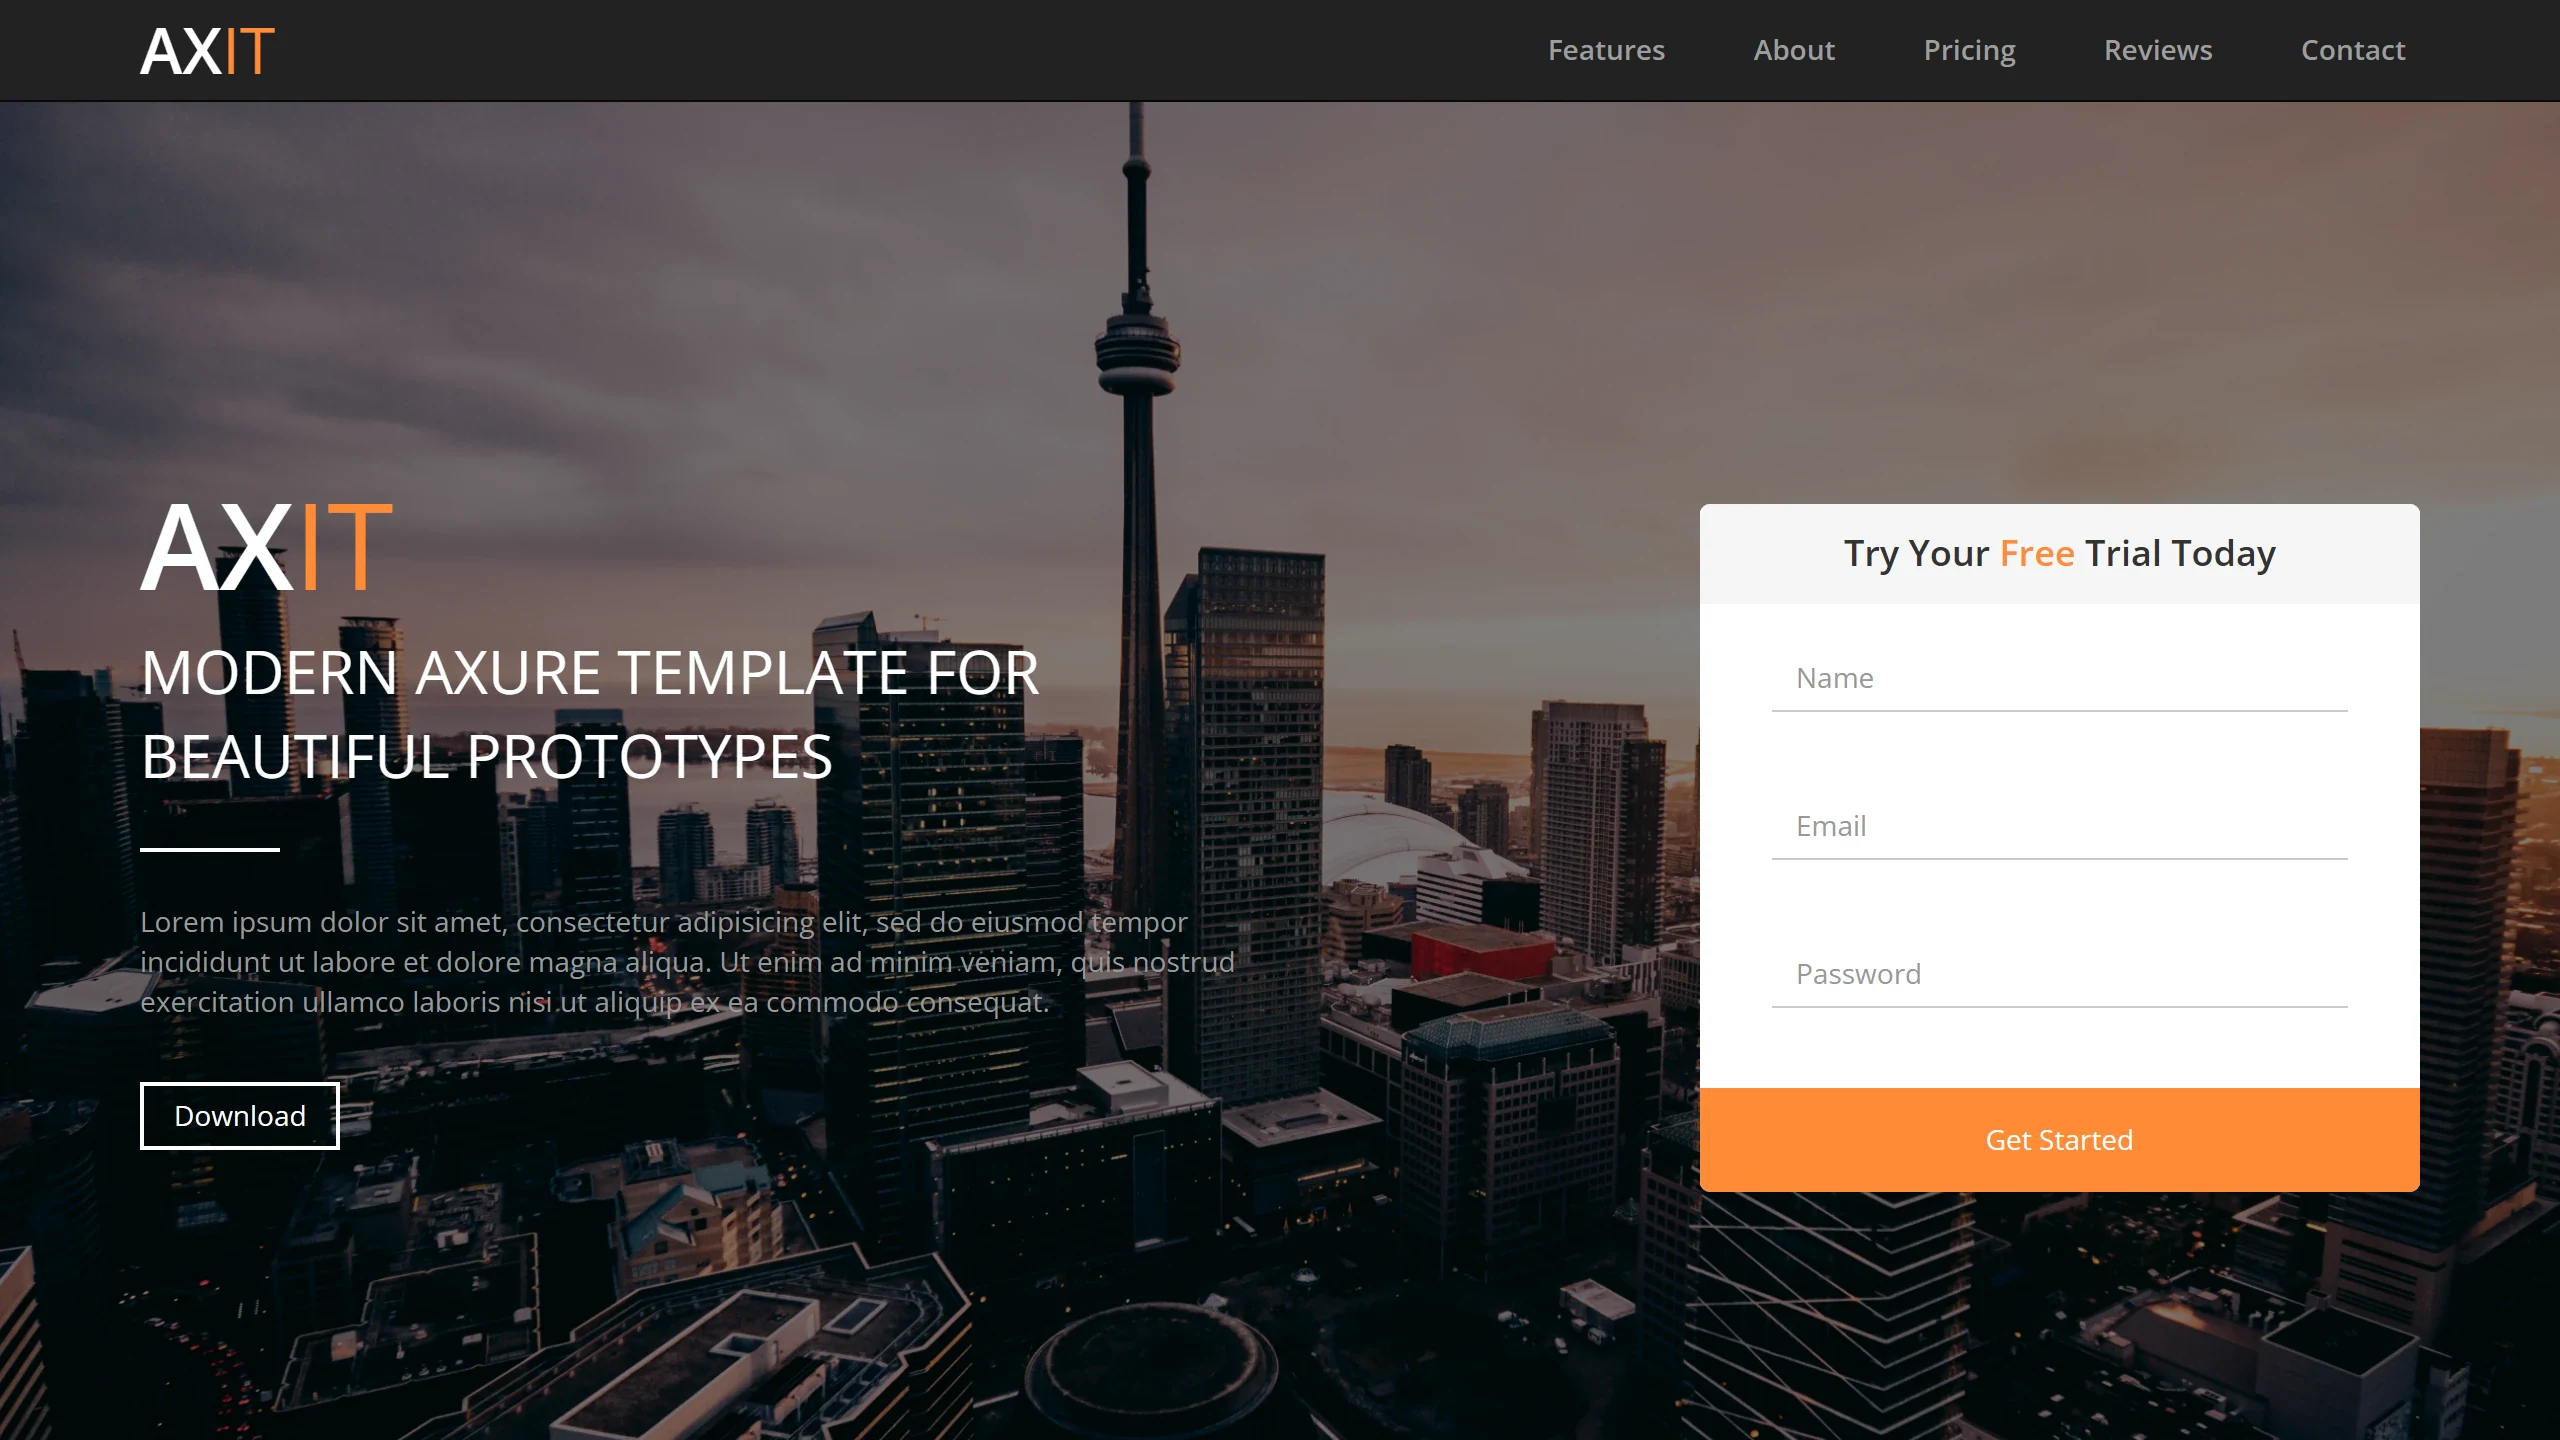 AXIT
Features
About
Pricing
Reviews
Contact
AXIT
MODERN AXURE TEMPLATE FOR
BEAUTIFUL PROTOTYPES
Lorem ipsum dolor sit amet, consectetur adipisicing elit, sed do eiusmod tempor
incididunt ut labore et dolore magna aliqua. Ut enim ad minim veniam, quis nostrud
exercitation ullamco laboris nisi ut aliquip ex ea commodo consequat.
Download
Try Your Free Trial Today
Name
Email
Password
Get Started